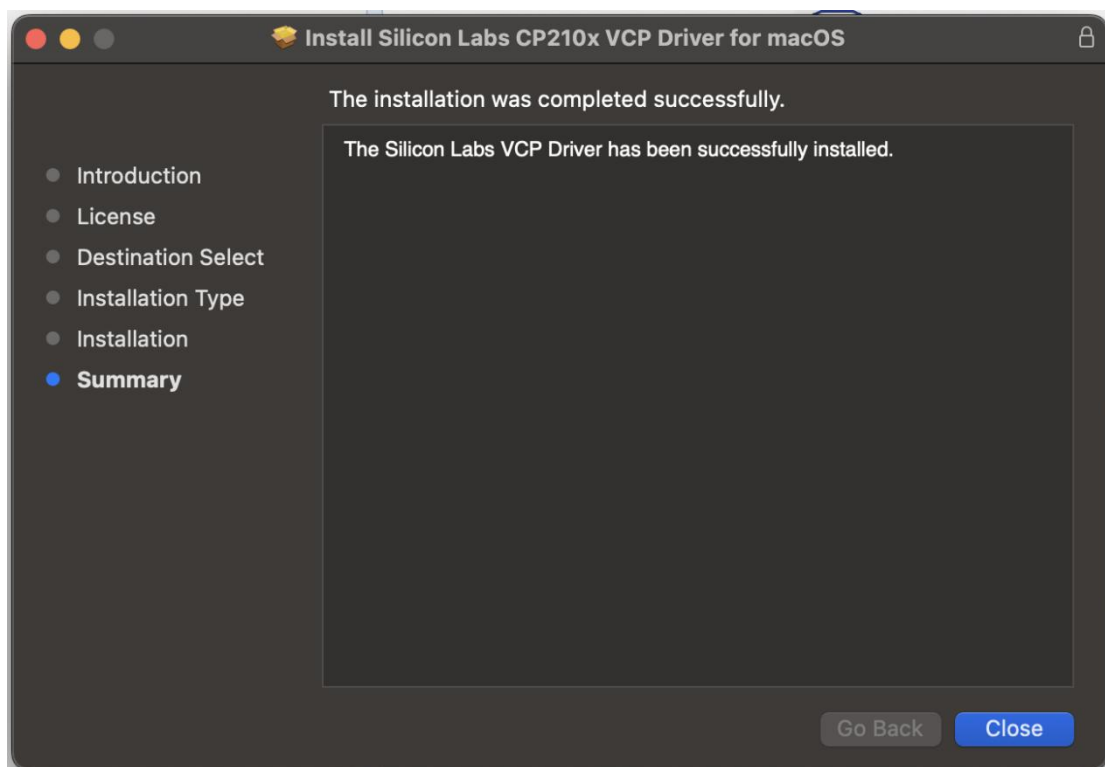 Install Silicon Labs CP210x VCP Driver for macOS
The installation was completed successfully.
The Silicon Labs VCP Driver has been successfully installed.
Introduction
License
Destination Select
Installation Type
Installation
Summary
Go Back
Close